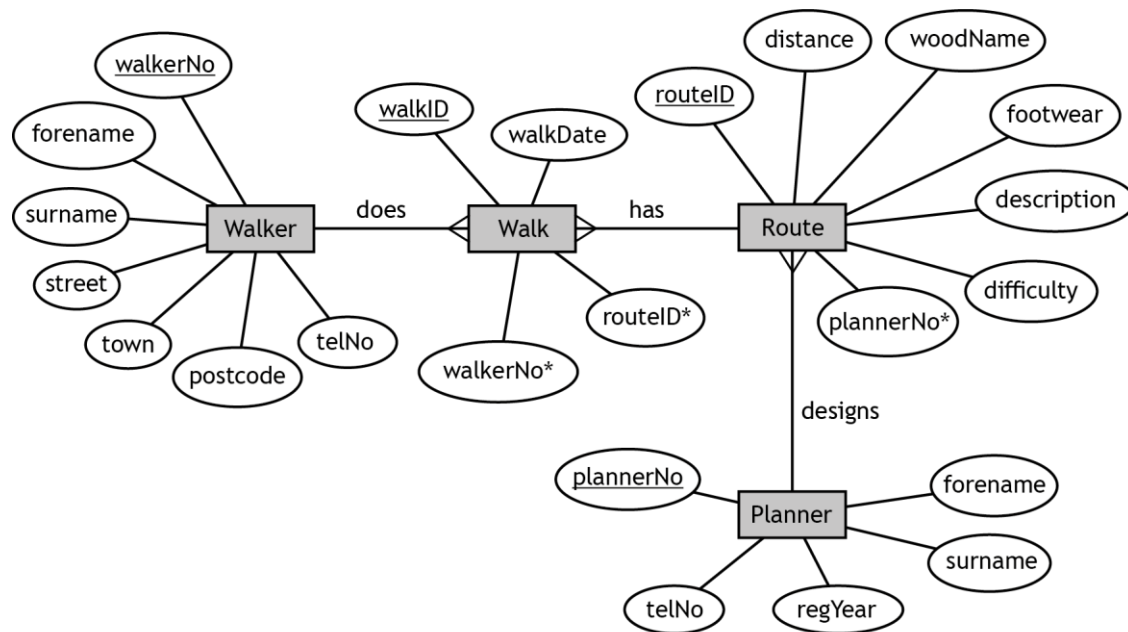 distance
woodName
walkerNo
routeID
walkID
footwear
forename
walkDate
description
surname
does
has
Walker
Walk
Route
street
difficulty
routeID*
plannerNo*
town
telNo
walkerNo*
postcode
designs
plannerNo
forename
Planner
surname
telNo
regYear